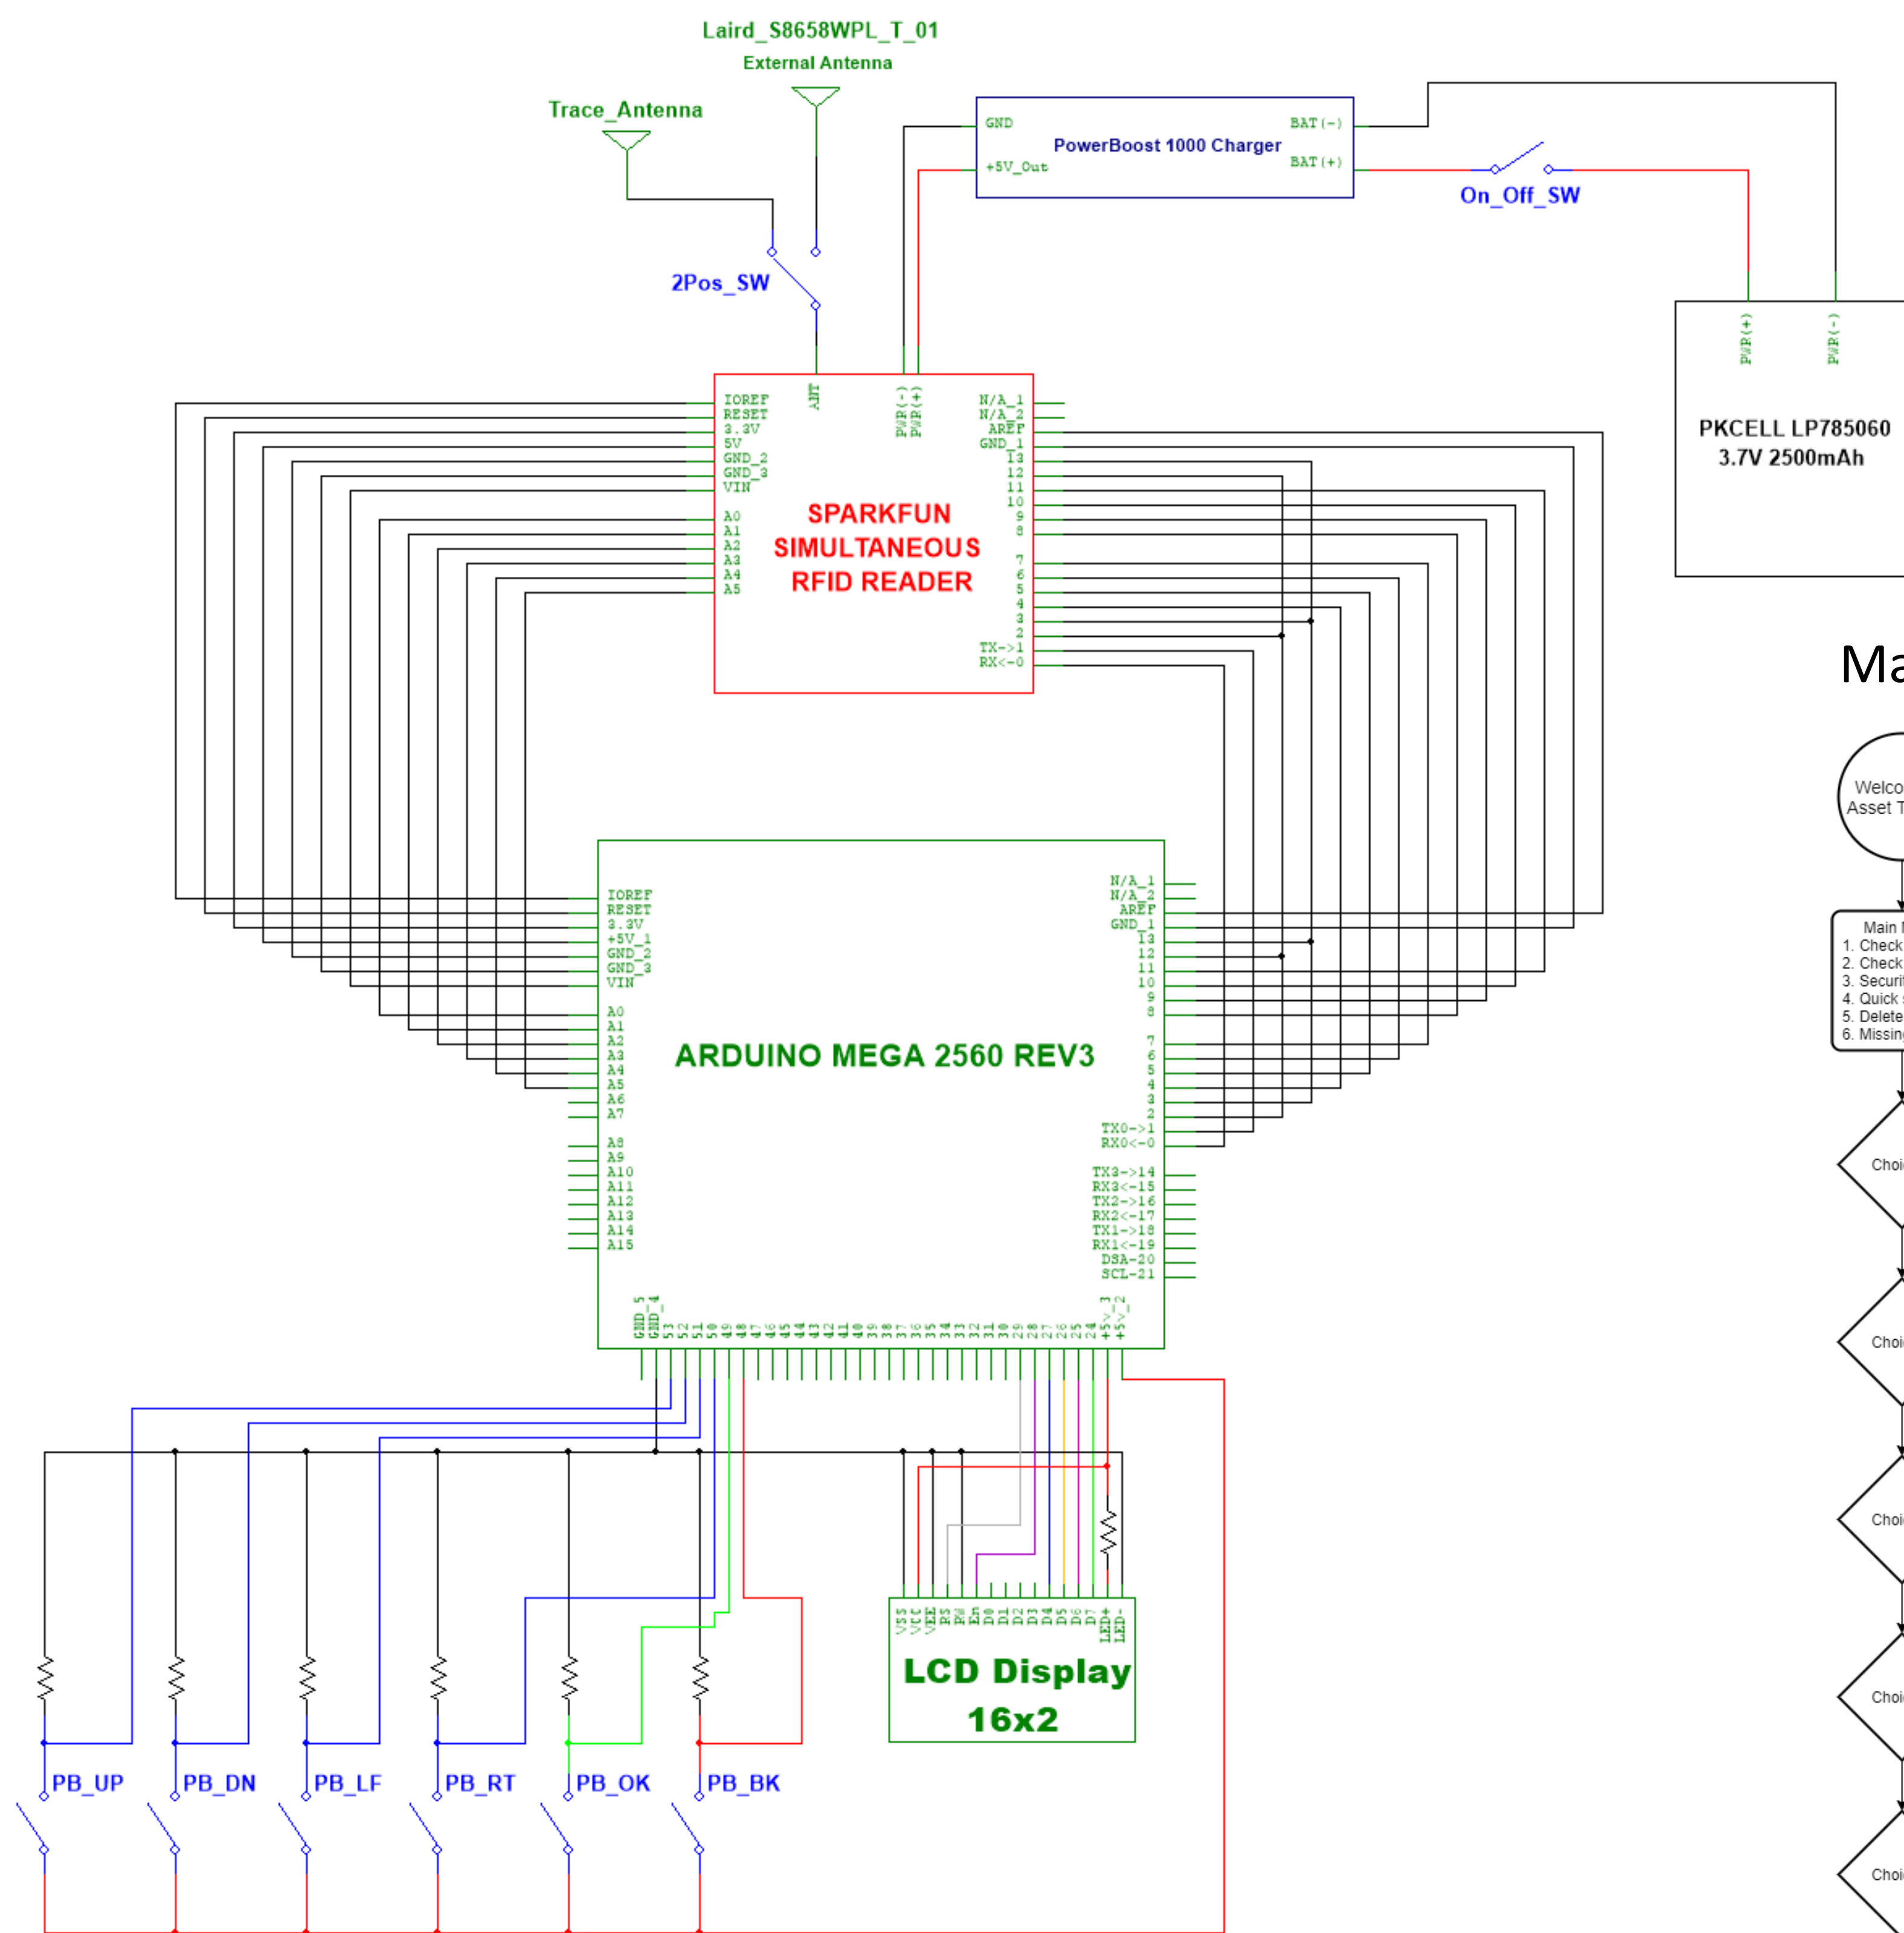 Laird_S8658WPL_T_01
External Antenna
Trace_Antenna
2Pos_SW
GND
+5V_Out
PowerBoost 1000 Charger
BAT(-)
BAT(+)
On_Off_SW
PWR(+)
PWR(-)
PKCELL LP785060
3.7V 2500mAh
ANT
PWR(-)
PWR(+)
IOREF
RESET
3.3V
5V
GND_2
GND_3
VIN
A0
A1
A2
A3
A4
A5
SPARKFUN
SIMULTANEOUS
RFID READER
N/A_1
N/A_2
AREF
GND_1
13
12
11
10
9
8
7
6
5
4
3
2
TX->1
RX<-0
Ma
Welco
Asset T
Main M
1. Check
2. Check
3. Securi
4. Quick
5. Delete
6. Missin
Choi
Choi
Choi
Choi
Choi
IOREF
RESET
3.3V
+5V_1
GND_2
GND_3
VIN
A0
A1
A2
A3
A4
A5
A6
A7
A8
A9
A10
A11
A12
A13
A14
A15
ARDUINO MEGA 2560 REV3
N/A_1
N/A_2
AREF
GND_1
13
12
11
10
9
8
7
6
5
4
3
2
TX0->1
RX0<-0
TX3->14
RX3<-15
TX2->16
RX2<-17
TX1->18
RX1<-19
DSA-20
SCL-21
GND_5
GND_4
53
52
51
50
49
48
47
46
45
44
43
42
41
40
39
38
37
36
35
34
33
32
31
30
29
28
27
26
25
24
+5V_3
+5V_2
VSS
VCC
VEE
RS
RW
En
D0
D1
D2
D3
D4
D5
D6
D7
LED+
LED-
LCD Display
16x2
PB_UP
PB_DN
PB_LF
PB_RT
PB_OK
PB_BK